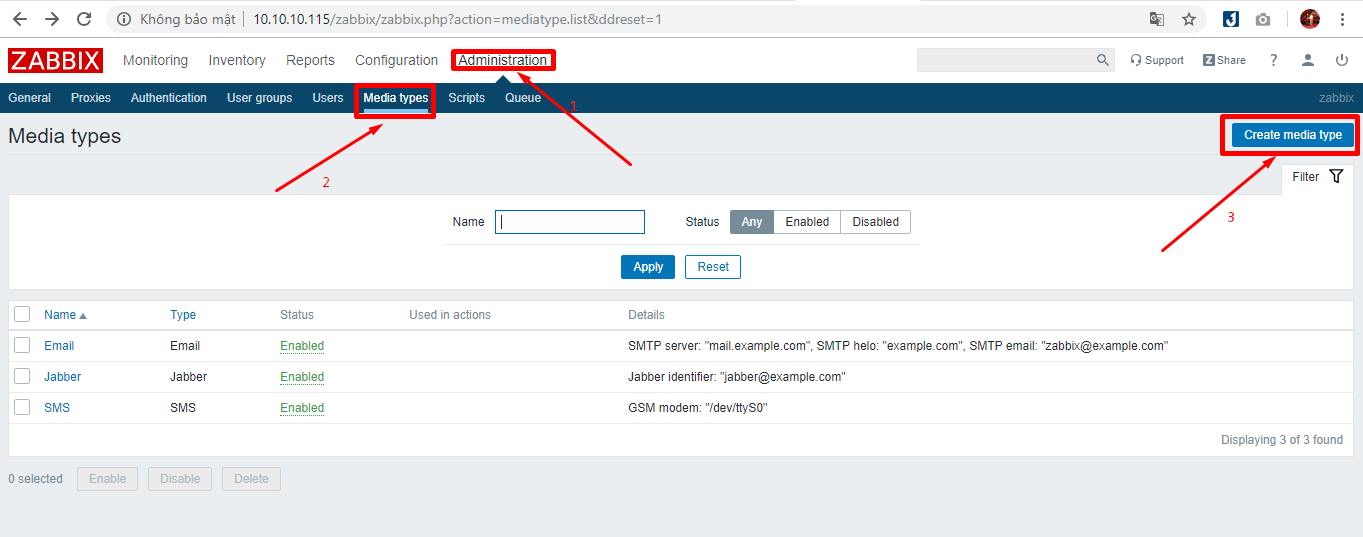 Không bảo mật 10.10.10.115/zabbix/zabbix.php?action=mediatype.list&ddreset=1
ZABBIX Monitoring Inventory Reports Configuration Administration Support Z Share ?
General Proxies Authentication User groups Users Media types Scripts Queue zabbix
1
Media types Create media type
2
Filter
3
Name Status Any Enabled Disabled
Apply Reset
Name Type Status Used in actions Details
Email Email Enabled SMTP server: "mail.example.com", SMTP helo: "example.com", SMTP email: "zabbix@example.com"
Jabber Jabber Enabled Jabber identifier: "jabber@example.com"
SMS SMS Enabled GSM modem: "/dev/ttyS0"
Displaying 3 of 3 found
0 selected Enable Disable Delete